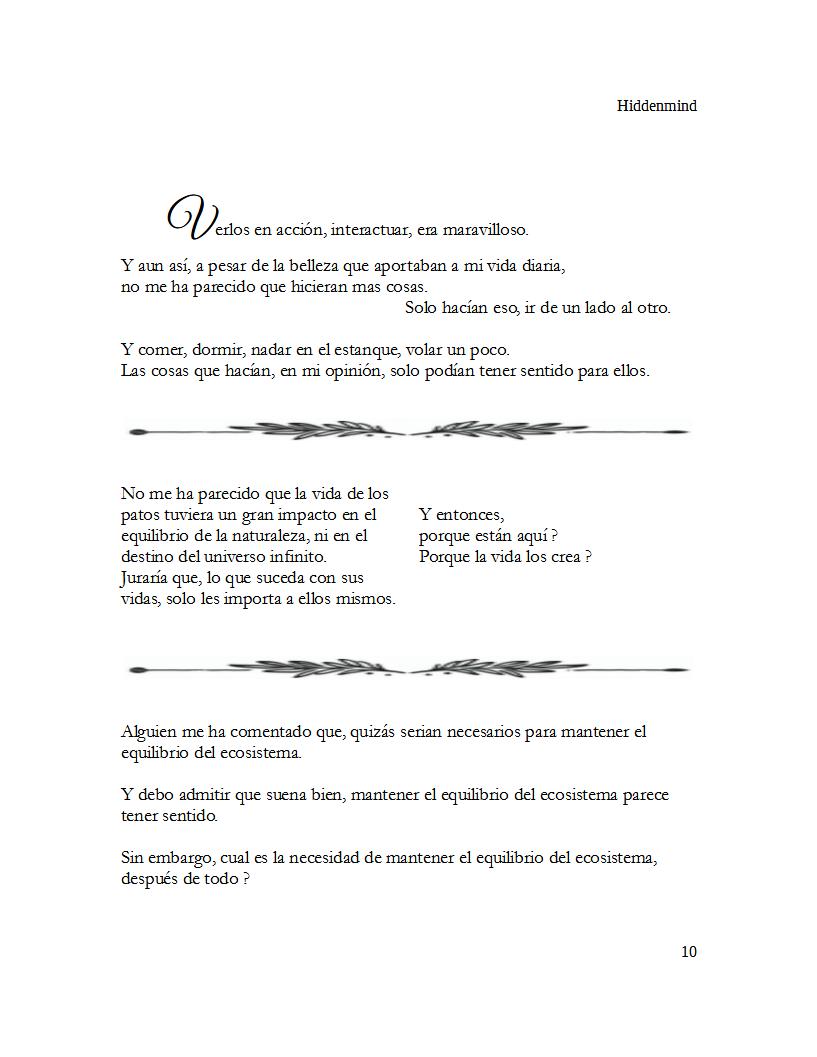 Hiddenmind
Verlos en acción, interactuar, era maravilloso.
Y aun así, a pesar de la belleza que aportaban a mi vida diaria,
no me ha parecido que hicieran mas cosas.
Solo hacían eso, ir de un lado al otro.
Y comer, dormir, nadar en el estanque, volar un poco.
Las cosas que hacían, en mi opinión, solo podían tener sentido para ellos.
No me ha parecido que la vida de los
patos tuviera un gran impacto en el
equilibrio de la naturaleza, ni en el
destino del universo infinito.
Juraría que, lo que suceda con sus
vidas, solo les importa a ellos mismos.
Y entonces,
porque están aquí ?
Porque la vida los crea ?
Alguien me ha comentado que, quizás serian necesarios para mantener el
equilibrio del ecosistema.
Y debo admitir que suena bien, mantener el equilibrio del ecosistema parece
tener sentido.
Sin embargo, cual es la necesidad de mantener el equilibrio del ecosistema,
después de todo ?
10